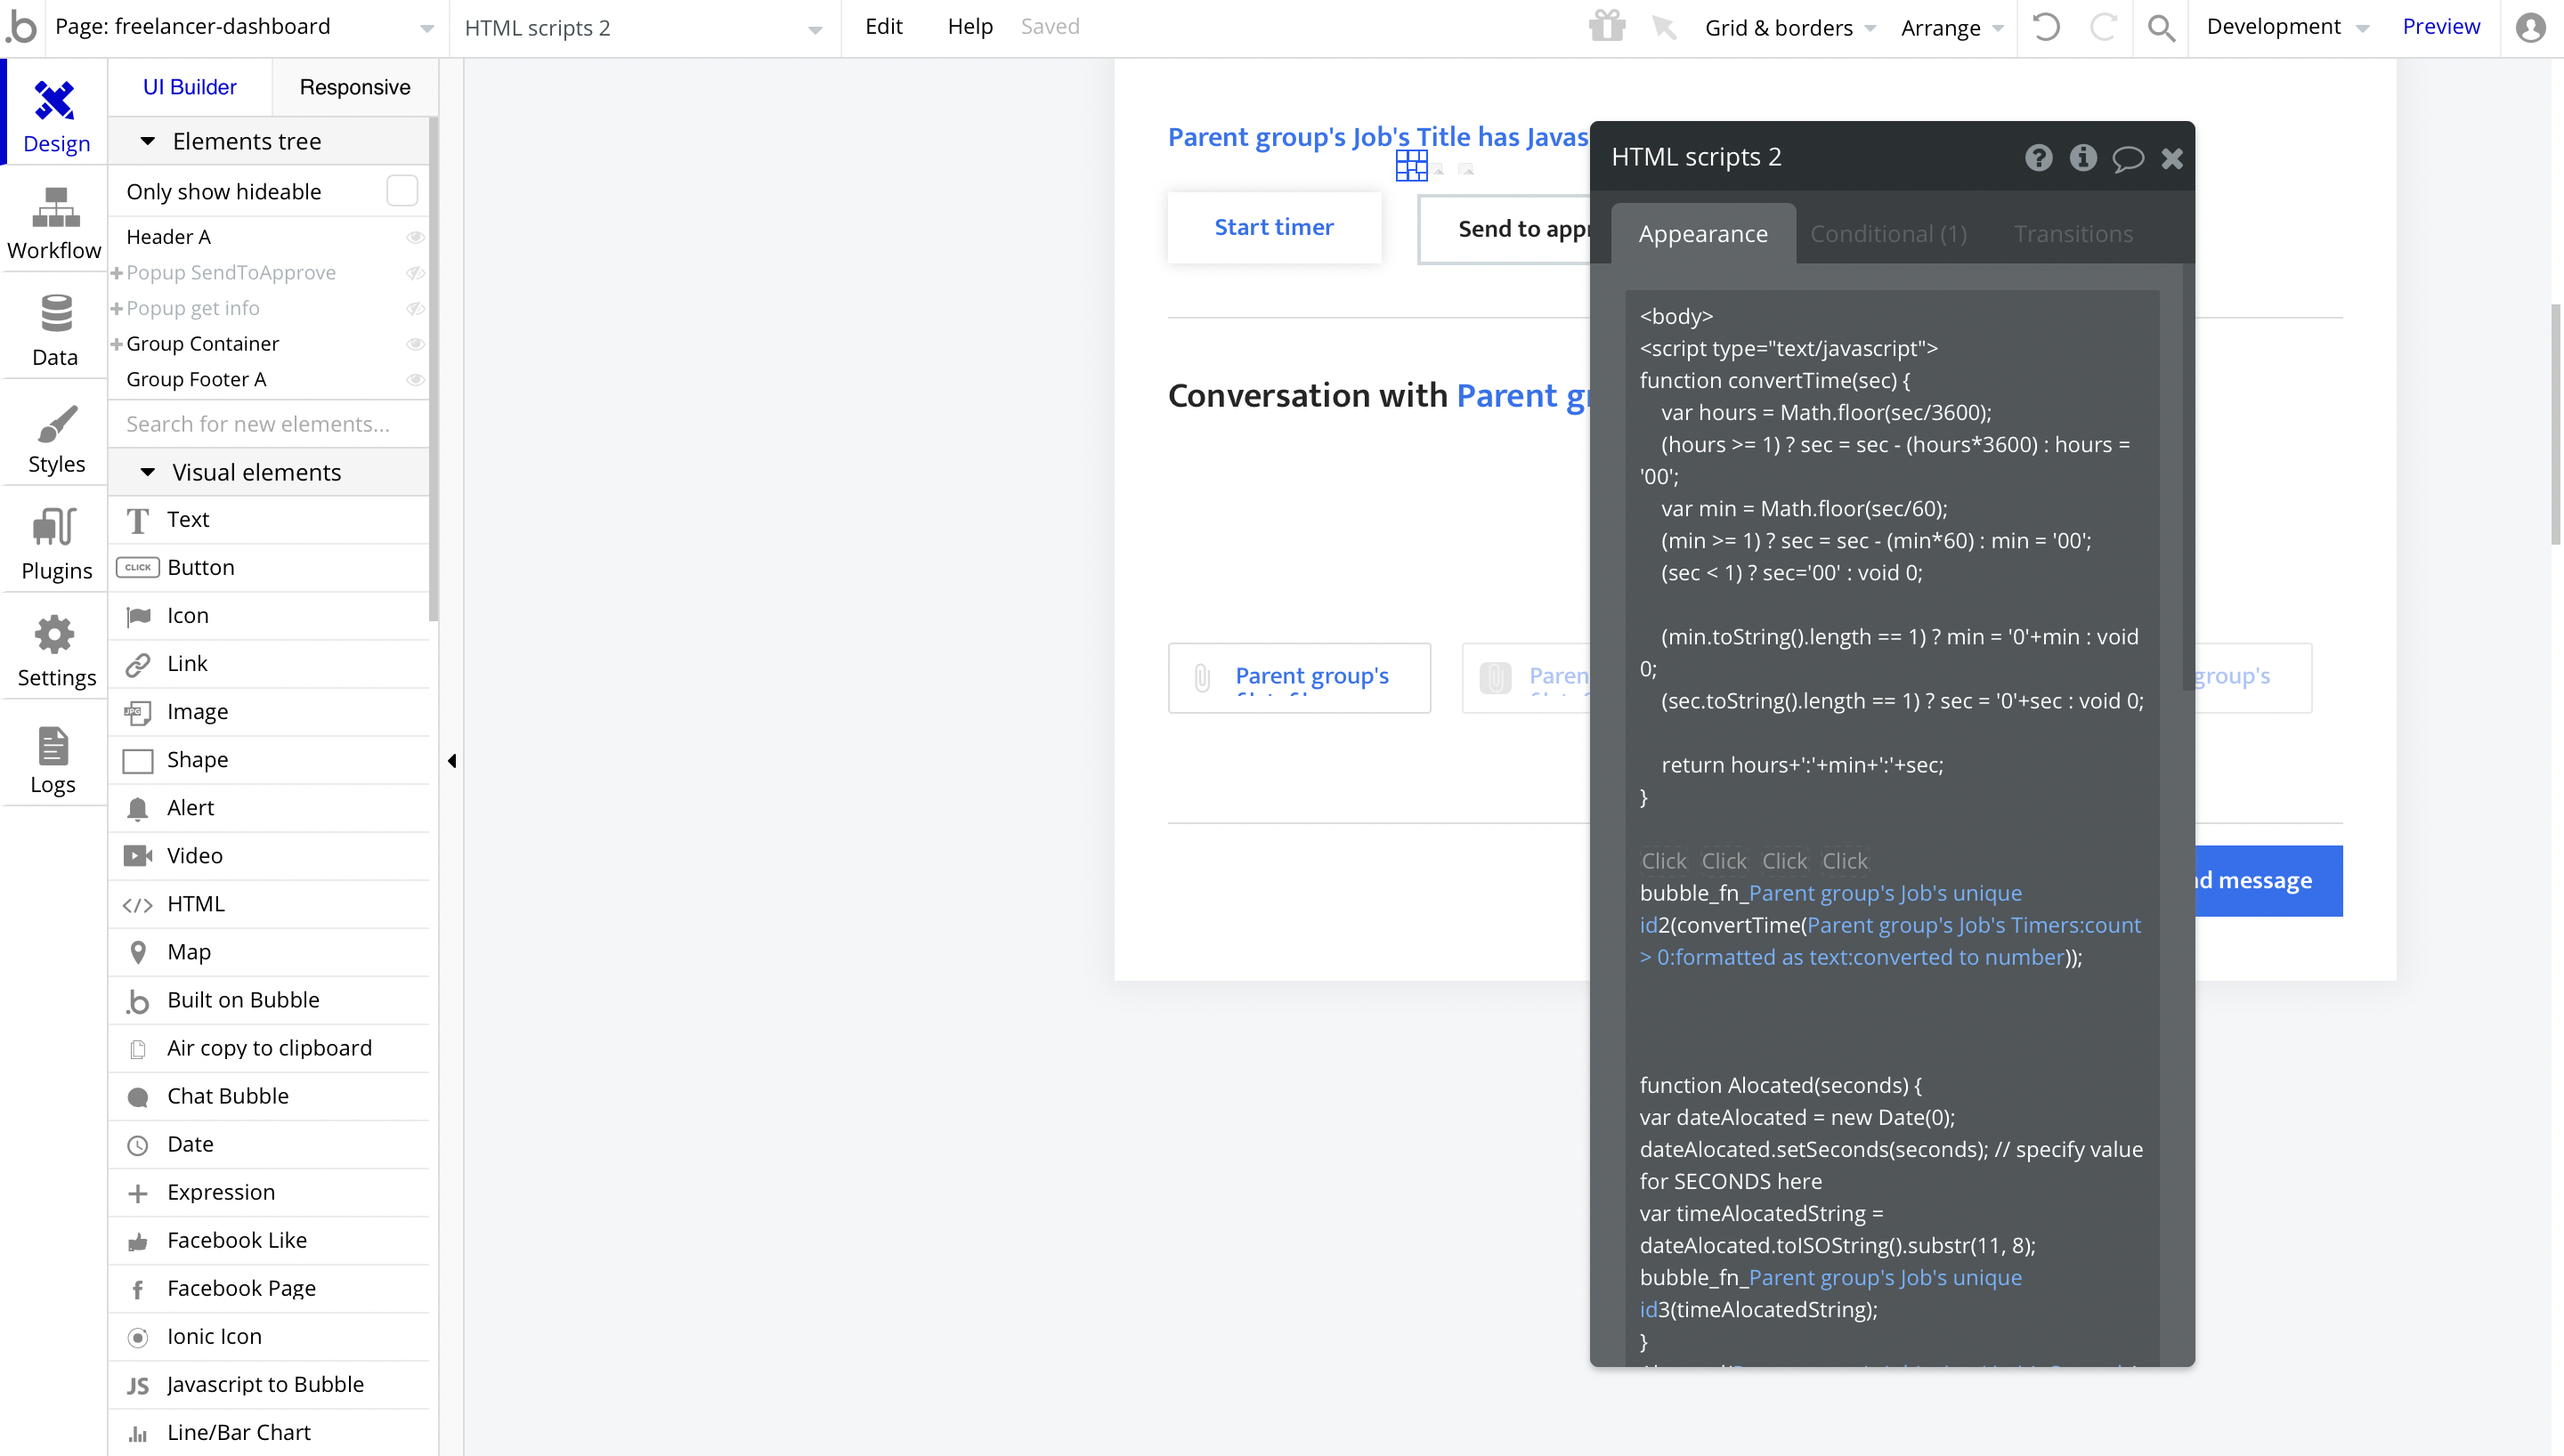 Page: freelancer-dashboard
HTML scripts 2
Edit
Help
Saved
Grid & borders
Arrange
Development
Preview
Design
Workflow
Data
Styles
Plugins
Settings
Logs
UI Builder
Responsive
Elements tree
Only show hideable
Header A
Popup SendToApprove
Popup get info
Group Container
Group Footer A
Search for new elements...
Visual elements
Text
CLICK Button
Icon
Link
Image
Shape
Alert
Video
HTML
Map
Built on Bubble
Air copy to clipboard
Chat Bubble
Date
Expression
Facebook Like
Facebook Page
Ionic Icon
JS Javascript to Bubble
Line/Bar Chart
Parent group's Job's Title has Javas
Start timer
Send to appr
Conversation with Parent gr
Parent group's
Paren
group's
nd message
HTML scripts 2
Appearance
Conditional (1)
Transitions
<body>
<script type="text/javascript">
function convertTime(sec) {
var hours = Math.floor(sec/3600);
(hours >= 1) ? sec = sec - (hours*3600) : hours =
'00';
var min = Math.floor(sec/60);
(min >= 1) ? sec = sec - (min*60) : min = '00';
(sec < 1) ? sec='00' : void 0;
(min.toString().length == 1) ? min = '0'+min : void
0;
(sec.toString().length == 1) ? sec = '0'+sec : void 0;
return hours+':'+min+':'+sec;
}
Click Click Click Click
bubble_fn_Parent group's Job's unique
id2(convertTime(Parent group's Job's Timers:count
> 0:formatted as text:converted to number));
function Alocated(seconds) {
var dateAlocated = new Date(0);
dateAlocated.setSeconds(seconds); // specify value
for SECONDS here
var timeAlocatedString =
dateAlocated.toISOString().substr(11, 8);
bubble_fn_Parent group's Job's unique
id3(timeAlocatedString);
}